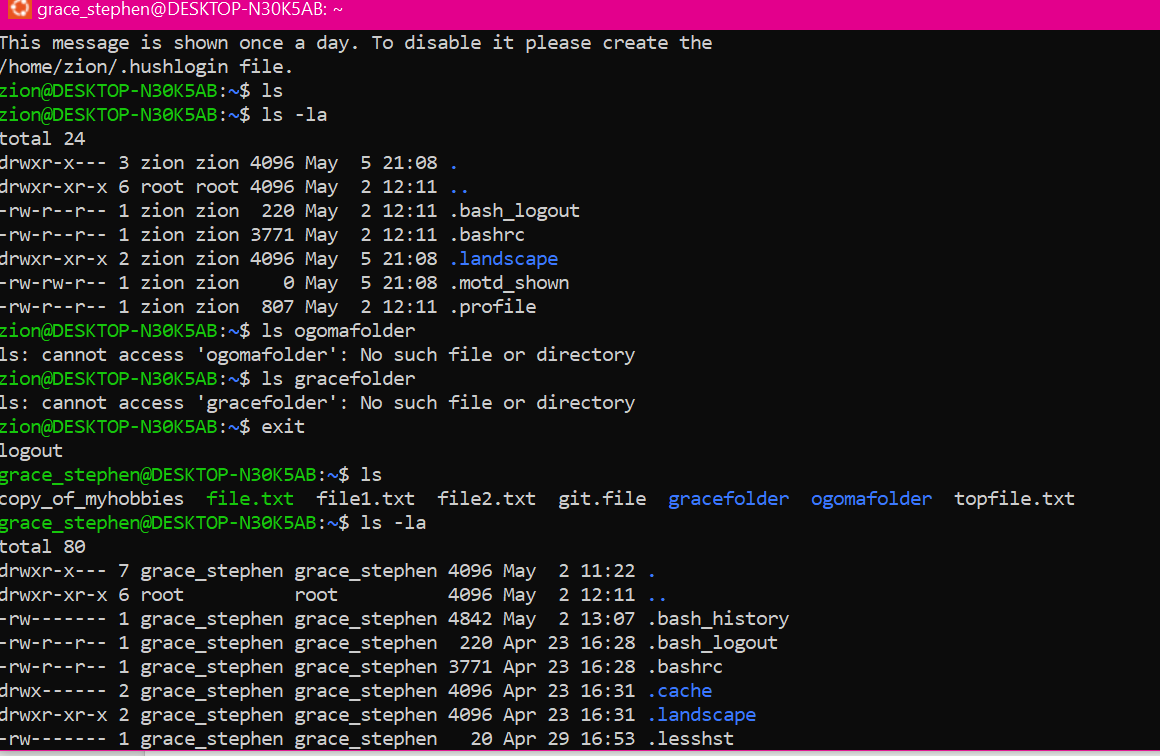 grace_stephen@DESKTOP-N30K5AB: ~
This message is shown once a day. To disable it please create the
/home/zion/.hushlogin file.
zion@DESKTOP-N30K5AB:~$ ls
zion@DESKTOP-N30K5AB:~$ ls -la
total 24
drwxr-x--- 3 zion zion 4096 May  5 21:08 .
drwxr-xr-x 6 root root 4096 May  2 12:11 ..
-rw-r--r-- 1 zion zion  220 May  2 12:11 .bash_logout
-rw-r--r-- 1 zion zion 3771 May  2 12:11 .bashrc
drwxr-xr-x 2 zion zion 4096 May  5 21:08 .landscape
-rw-rw-r-- 1 zion zion    0 May  5 21:08 .motd_shown
-rw-r--r-- 1 zion zion  807 May  2 12:11 .profile
zion@DESKTOP-N30K5AB:~$ ls ogomafolder
ls: cannot access 'ogomafolder': No such file or directory
zion@DESKTOP-N30K5AB:~$ ls gracefolder
ls: cannot access 'gracefolder': No such file or directory
zion@DESKTOP-N30K5AB:~$ exit
logout
grace_stephen@DESKTOP-N30K5AB:~$ ls
copy_of_myhobbies  file.txt  file1.txt  file2.txt  git.file  gracefolder  ogomafolder  topfile.txt
grace_stephen@DESKTOP-N30K5AB:~$ ls -la
total 80
drwxr-x--- 7 grace_stephen grace_stephen 4096 May  2 11:22 .
drwxr-xr-x 6 root          root          4096 May  2 12:11 ..
-rw------- 1 grace_stephen grace_stephen 4842 May  2 13:07 .bash_history
-rw-r--r-- 1 grace_stephen grace_stephen  220 Apr 23 16:28 .bash_logout
-rw-r--r-- 1 grace_stephen grace_stephen 3771 Apr 23 16:28 .bashrc
drwx------ 2 grace_stephen grace_stephen 4096 Apr 23 16:31 .cache
drwxr-xr-x 2 grace_stephen grace_stephen 4096 Apr 23 16:31 .landscape
-rw------- 1 grace_stephen grace_stephen   20 Apr 29 16:53 .lesshst